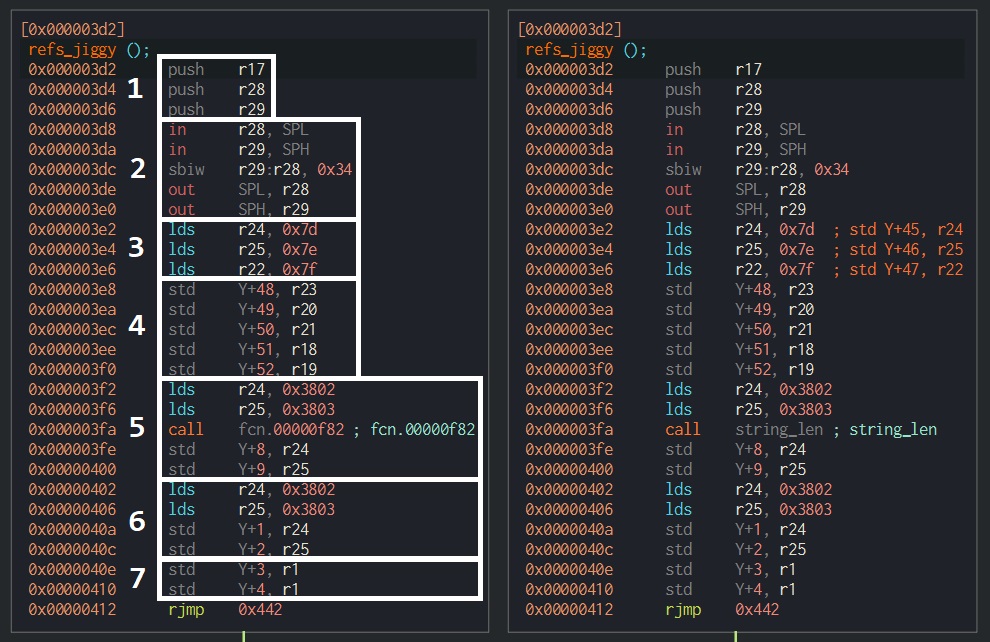 [0x000003d2]
refs_jiggy ();
0x000003d2 push r17
0x000003d4 1 push r28
0x000003d6 push r29
0x000003d8 in r28, SPL
0x000003da in r29, SPH
0x000003dc 2 sbiw r29:r28, 0x34
0x000003de out SPL, r28
0x000003e0 out SPH, r29
0x000003e2 lds r24, 0x7d
0x000003e4 3 lds r25, 0x7e
0x000003e6 lds r22, 0x7f
0x000003e8 std Y+48, r23
0x000003ea std Y+49, r20
0x000003ec 4 std Y+50, r21
0x000003ee std Y+51, r18
0x000003f0 std Y+52, r19
0x000003f2 lds r24, 0x3802
0x000003f6 lds r25, 0x3803
0x000003fa 5 call fcn.00000f82 ; fcn.00000f82
0x000003fe std Y+8, r24
0x00000400 std Y+9, r25
0x00000402 lds r24, 0x3802
0x00000406 lds r25, 0x3803
0x0000040a 6 std Y+1, r24
0x0000040c std Y+2, r25
0x0000040e 7 std Y+3, r1
0x00000410 std Y+4, r1
0x00000412 rjmp 0x442
[0x000003d2]
refs_jiggy ();
0x000003d2 push r17
0x000003d4 push r28
0x000003d6 push r29
0x000003d8 in r28, SPL
0x000003da in r29, SPH
0x000003dc sbiw r29:r28, 0x34
0x000003de out SPL, r28
0x000003e0 out SPH, r29
0x000003e2 lds r24, 0x7d ; std Y+45, r24
0x000003e4 lds r25, 0x7e ; std Y+46, r25
0x000003e6 lds r22, 0x7f ; std Y+47, r22
0x000003e8 std Y+48, r23
0x000003ea std Y+49, r20
0x000003ec std Y+50, r21
0x000003ee std Y+51, r18
0x000003f0 std Y+52, r19
0x000003f2 lds r24, 0x3802
0x000003f6 lds r25, 0x3803
0x000003fa call string_len ; string_len
0x000003fe std Y+8, r24
0x00000400 std Y+9, r25
0x00000402 lds r24, 0x3802
0x00000406 lds r25, 0x3803
0x0000040a std Y+1, r24
0x0000040c std Y+2, r25
0x0000040e std Y+3, r1
0x00000410 std Y+4, r1
0x00000412 rjmp 0x442